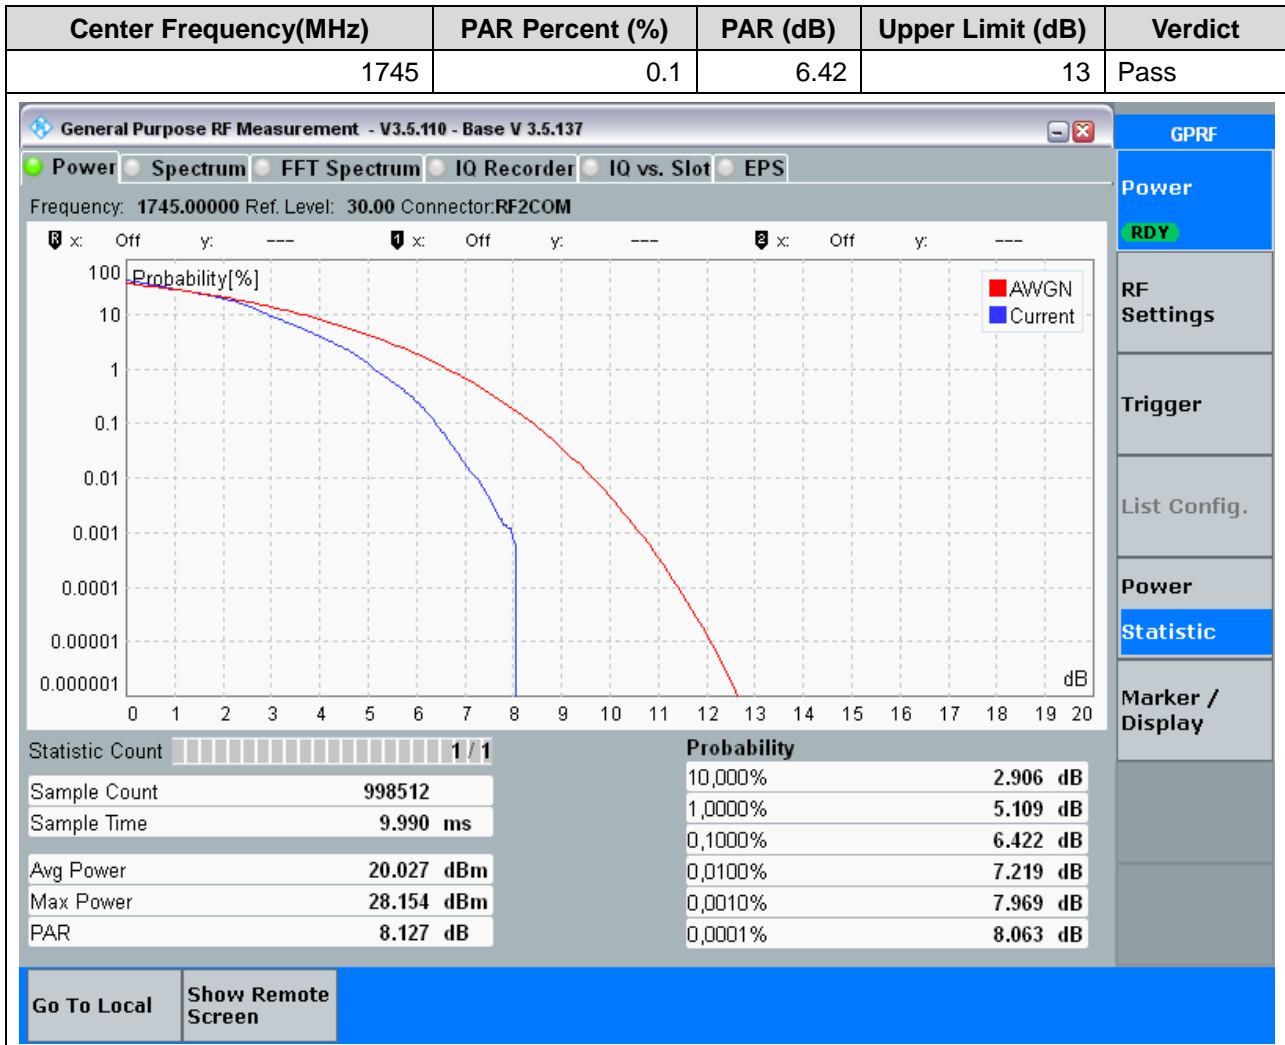 Center Frequency(MHz) PAR Percent (%) PAR (dB) Upper Limit (dB) Verdict
1745 0.1 6.42 13 Pass
General Purpose RF Measurement - V3.5.110 - Base V 3.5.137
GPRF
Power Spectrum FFT Spectrum IQ Recorder IQ vs. Slot EPS
Frequency: 1745.00000 Ref. Level: 30.00 Connector:RF2COM
R x: Off y: --- 1 x: Off y: --- 2 x: Off y: ---
Probability[%]
100
10
1
0.1
0.01
0.001
0.0001
0.00001
0.000001
AWGN
Current
dB
0 1 2 3 4 5 6 7 8 9 10 11 12 13 14 15 16 17 18 19 20
Statistic Count 1 / 1
Sample Count 998512
Sample Time 9.990 ms
Avg Power 20.027 dBm
Max Power 28.154 dBm
PAR 8.127 dB
Probability
10,000% 2.906 dB
1,0000% 5.109 dB
0,1000% 6.422 dB
0,0100% 7.219 dB
0,0010% 7.969 dB
0,0001% 8.063 dB
Power
RDY
RF
Settings
Trigger
List Config.
Power
Statistic
Marker /
Display
Go To Local
Show Remote
Screen